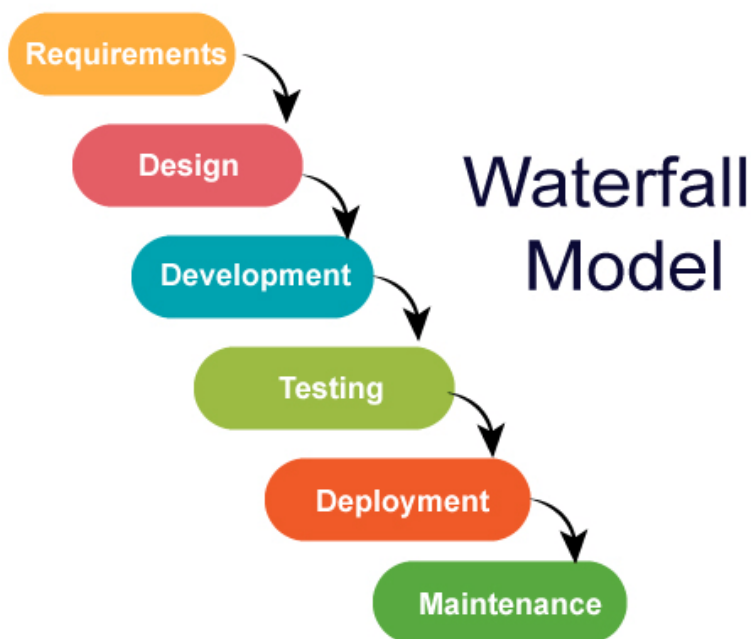 Requirements
Design
Waterfall
Model
Development
Testing
Deployment
Maintenance